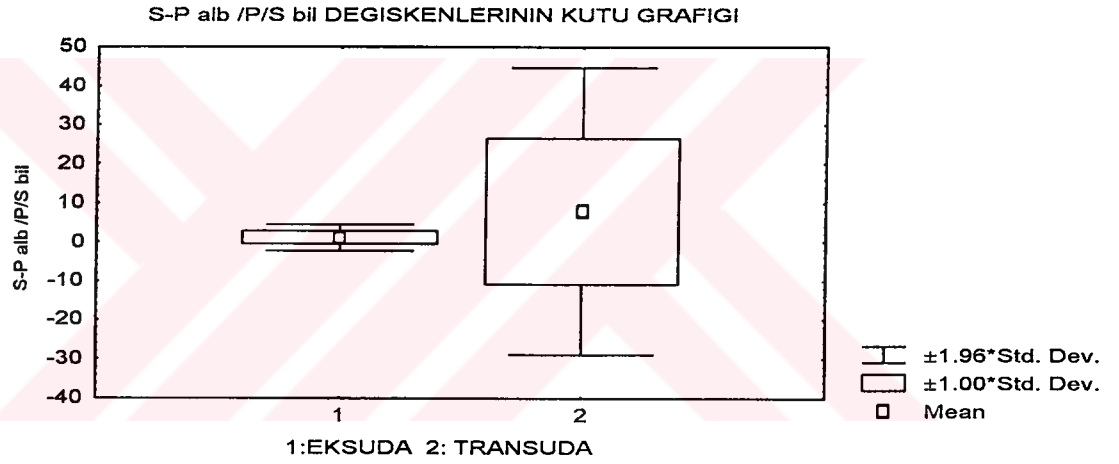 S-P alb /P/S bil DEGISKENLERININ KUTU GRAFIGI
S-P alb /P/S bil
50
40
30
20
10
0
-10
-20
-30
-40
1
2
1:EKSUDA 2: TRANSUDA
±1.96*Std. Dev.
±1.00*Std. Dev.
Mean